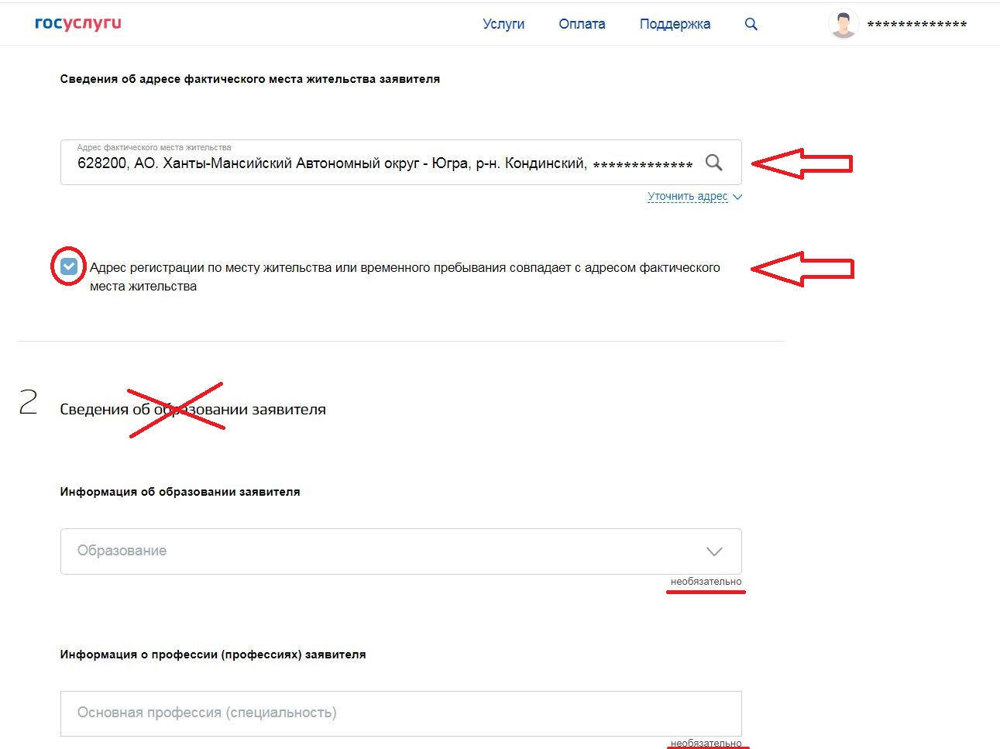 госуслуги
Услуги Оплата Поддержка *************
Сведения об адресе фактического места жительства заявителя
Адрес фактического места жительства
628200, АО. Ханты-Мансийский Автономный округ - Югра, р-н. Кондинский, *************
Уточнить адрес
Адрес регистрации по месту жительства или временного пребывания совпадает с адресом фактического
места жительства
2 Сведения об образовании заявителя
Информация об образовании заявителя
Образование
необязательно
Информация о профессии (профессиях) заявителя
Основная профессия (специальность)
необязательно